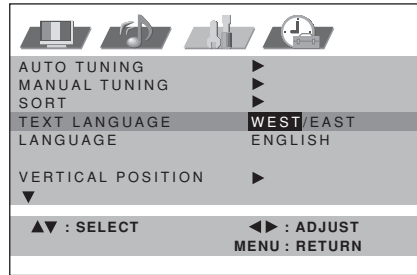 AUTO TUNING ▶
MANUAL TUNING ▶
SORT ▶
TEXT LANGUAGE WEST/EAST
LANGUAGE ENGLISH
VERTICAL POSITION ▶
▼
▲▼ : SELECT ◀▶ : ADJUST
MENU : RETURN